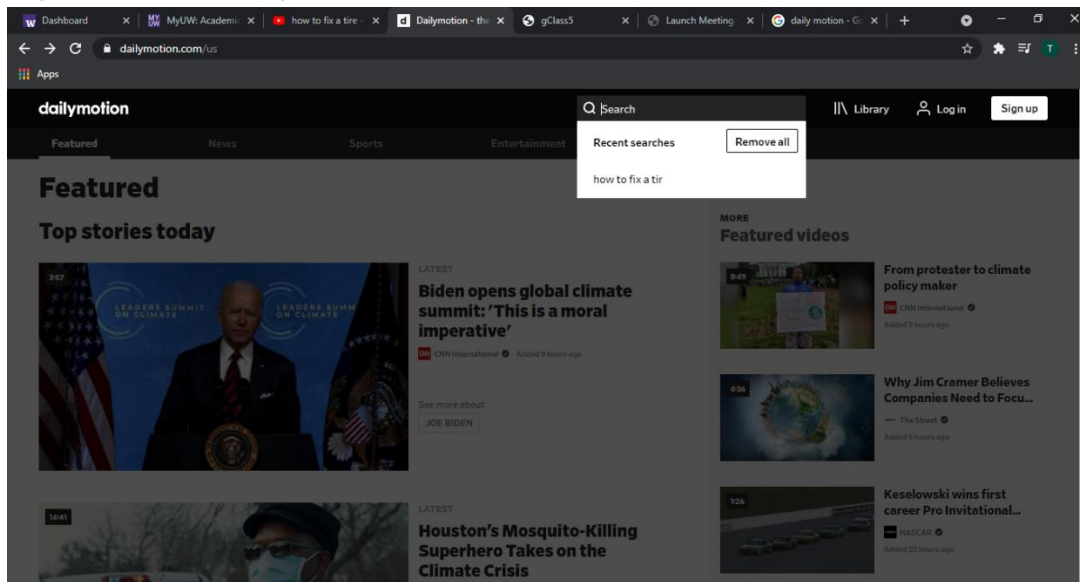 Dashboard
MyUW: Academic
how to fix a tire -
Dailymotion - the
gClass5
Launch Meeting
daily motion - Go
dailymotion.com/us
T
Apps
dailymotion
Search
Library
Log in
Sign up
Featured
News
Sports
Entertainment
Recent searches
Remove all
how to fix a tir
Featured
Top stories today
3:57
LEADERS SUMMIT
ON CLIMATE
LEADERS SUMM
ON CLIMATE
LATEST
Biden opens global climate
summit: 'This is a moral
imperative'
CNN International
Added 9 hours ago
See more about
JOE BIDEN
14:41
LATEST
Houston's Mosquito-Killing
Superhero Takes on the
Climate Crisis
MORE
Featured videos
8:49
From protester to climate
policy maker
CNN International
Added 3 hours ago
4:36
Why Jim Cramer Believes
Companies Need to Focu...
The Street
Added 5 hours ago
1:26
Keselowski wins first
career Pro Invitational...
NASCAR
Added 22 hours ago